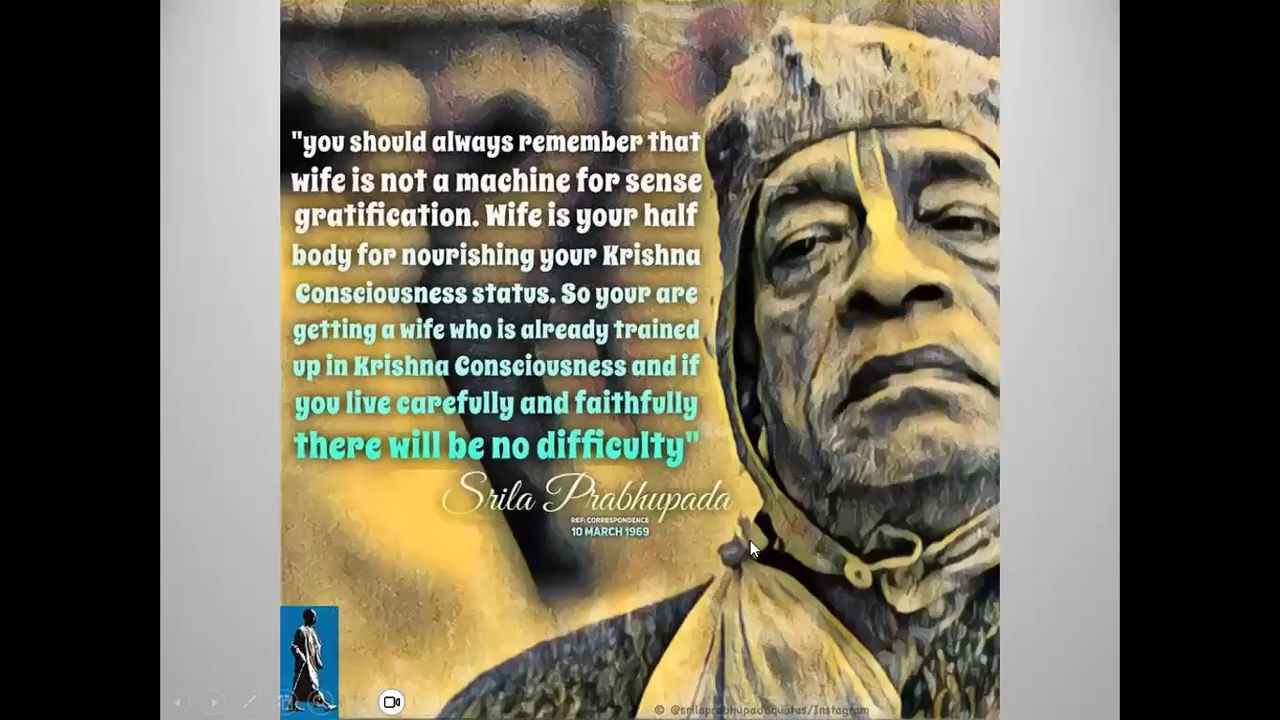 "you should always remember that
wife is not a machine for sense
gratification. Wife is your half
body for nourishing your Krishna
Consciousness status. So your are
getting a wife who is already trained
up in Krishna Consciousness and if
you live carefully and faithfully
there will be no difficulty"
Srila Prabhupada
REF: CORRESPONDENCE
10 MARCH 1969
© @srilaprabhupadaquotes/Instagram